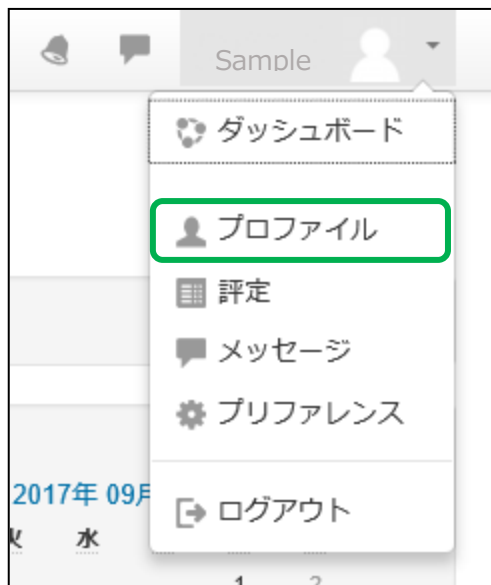 Sample
ダッシュボード
プロファイル
評定
メッセージ
プリファレンス
2017年 09月
ログアウト
火 水
1 2